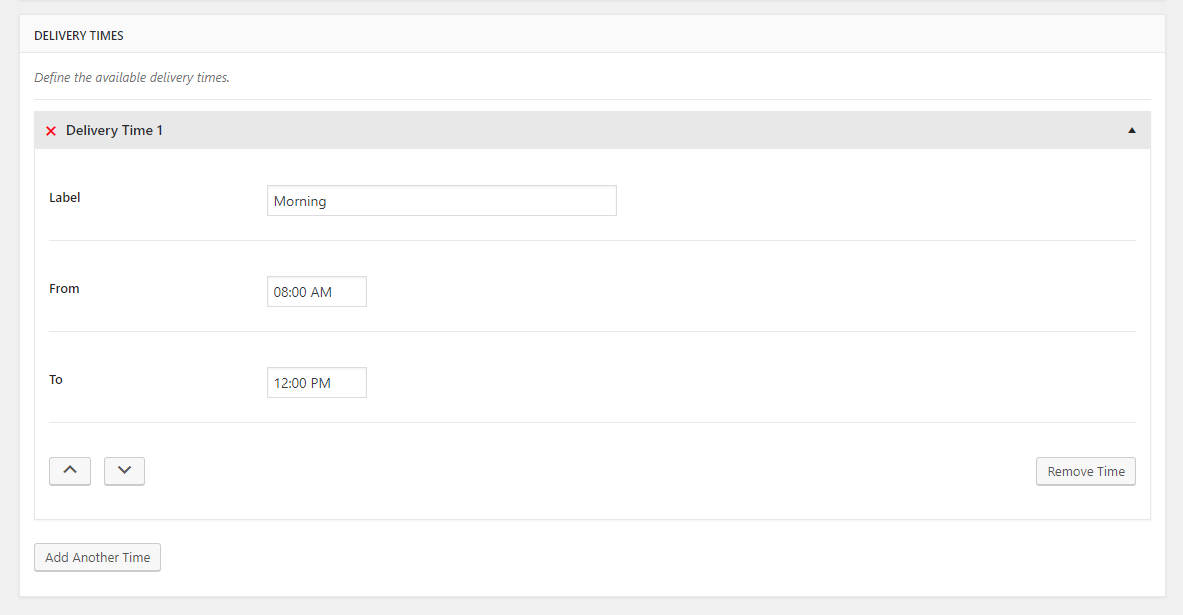 DELIVERY TIMES
Define the available delivery times.
Delivery Time 1
Label
Morning
From
08:00 AM
To
12:00 PM
Remove Time
Add Another Time